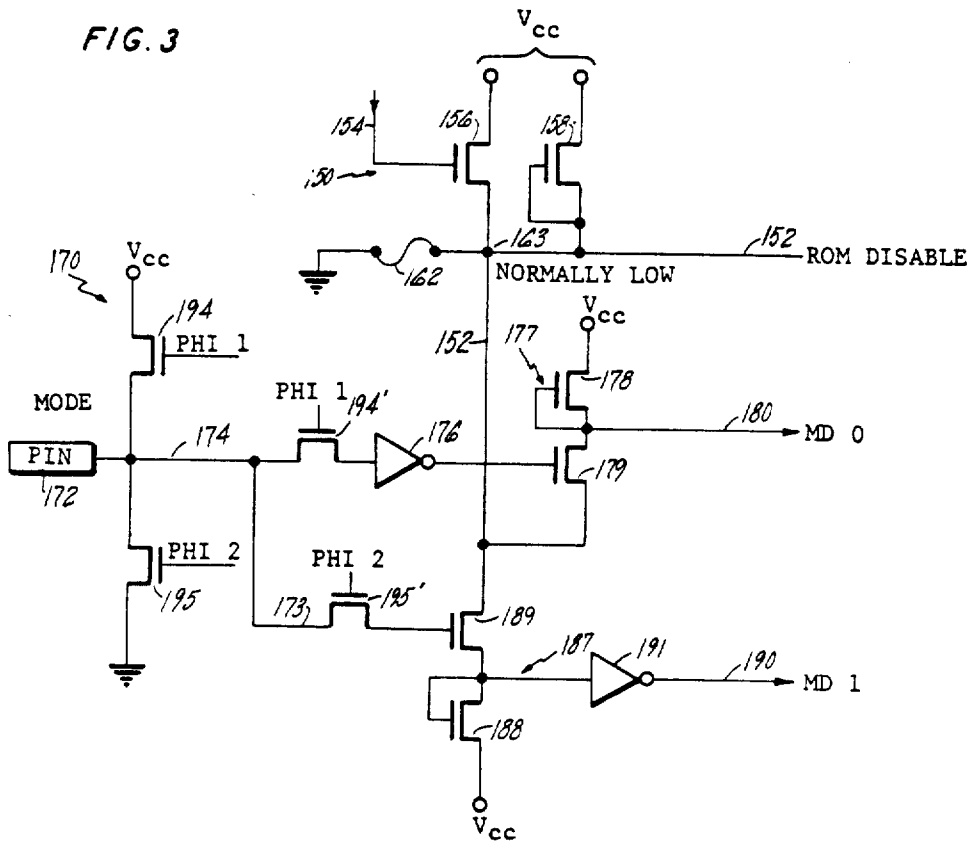 FIG. 3
Vcc
154
156
158
150
163
152
ROM DISABLE
162
NORMALLY LOW
170
Vcc
194
PHI 1
152
Vcc
177
178
MODE
PHI 1
194'
176
180
MD 0
PIN
174
172
179
PHI 2
195
PHI 2
195'
173
189
187
191
190
MD 1
188
Vcc